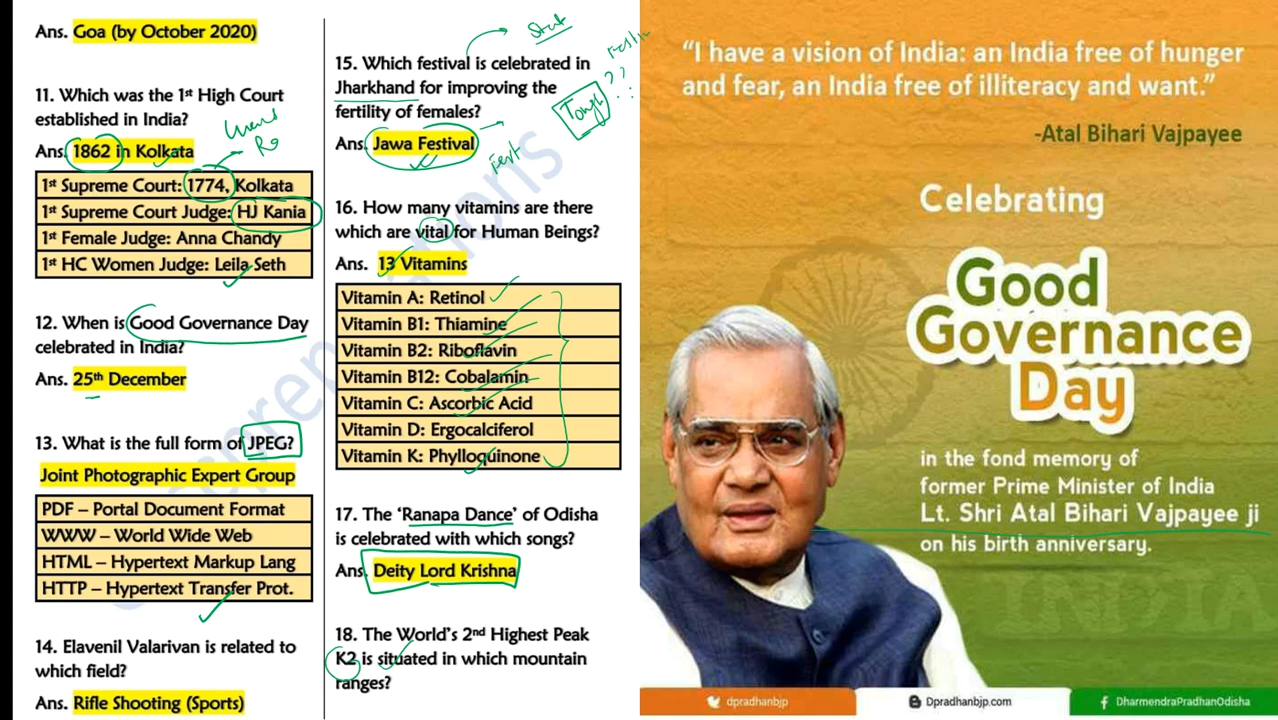 Ans. Goa (by October 2020)
11. Which was the 1st High Court
established in India?
Ans. 1862 in Kolkata
1st Supreme Court: 1774, Kolkata
1st Supreme Court Judge: HJ Kania
1st Female Judge: Anna Chandy
1st HC Women Judge: Leila Seth
12. When is Good Governance Day
celebrated in India?
Ans. 25th December
13. What is the full form of JPEG?
Joint Photographic Expert Group
PDF – Portal Document Format
WWW – World Wide Web
HTML – Hypertext Markup Lang
HTTP – Hypertext Transfer Prot.
14. Elavenil Valarivan is related to
which field?
Ans. Rifle Shooting (Sports)
15. Which festival is celebrated in
Jharkhand for improving the
fertility of females?
Ans. Jawa Festival
Tough
??
Fest
16. How many vitamins are there
which are vital for Human Beings?
Ans. 13 Vitamins
Vitamin A: Retinol
Vitamin B1: Thiamine
Vitamin B2: Riboflavin
Vitamin B12: Cobalamin
Vitamin C: Ascorbic Acid
Vitamin D: Ergocalciferol
Vitamin K: Phylloquinone
17. The ‘Ranapa Dance’ of Odisha
is celebrated with which songs?
Ans. Deity Lord Krishna
18. The World’s 2nd Highest Peak
K2 is situated in which mountain
ranges?
“I have a vision of India: an India free of hunger
and fear, an India free of illiteracy and want.”
-Atal Bihari Vajpayee
Celebrating
Good
Governance
Day
in the fond memory of
former Prime Minister of India
Lt. Shri Atal Bihari Vajpayee ji
on his birth anniversary.
INDIA
dpradhanbjp
Dpradhanbjp.com
DharmendraPradhanOdisha